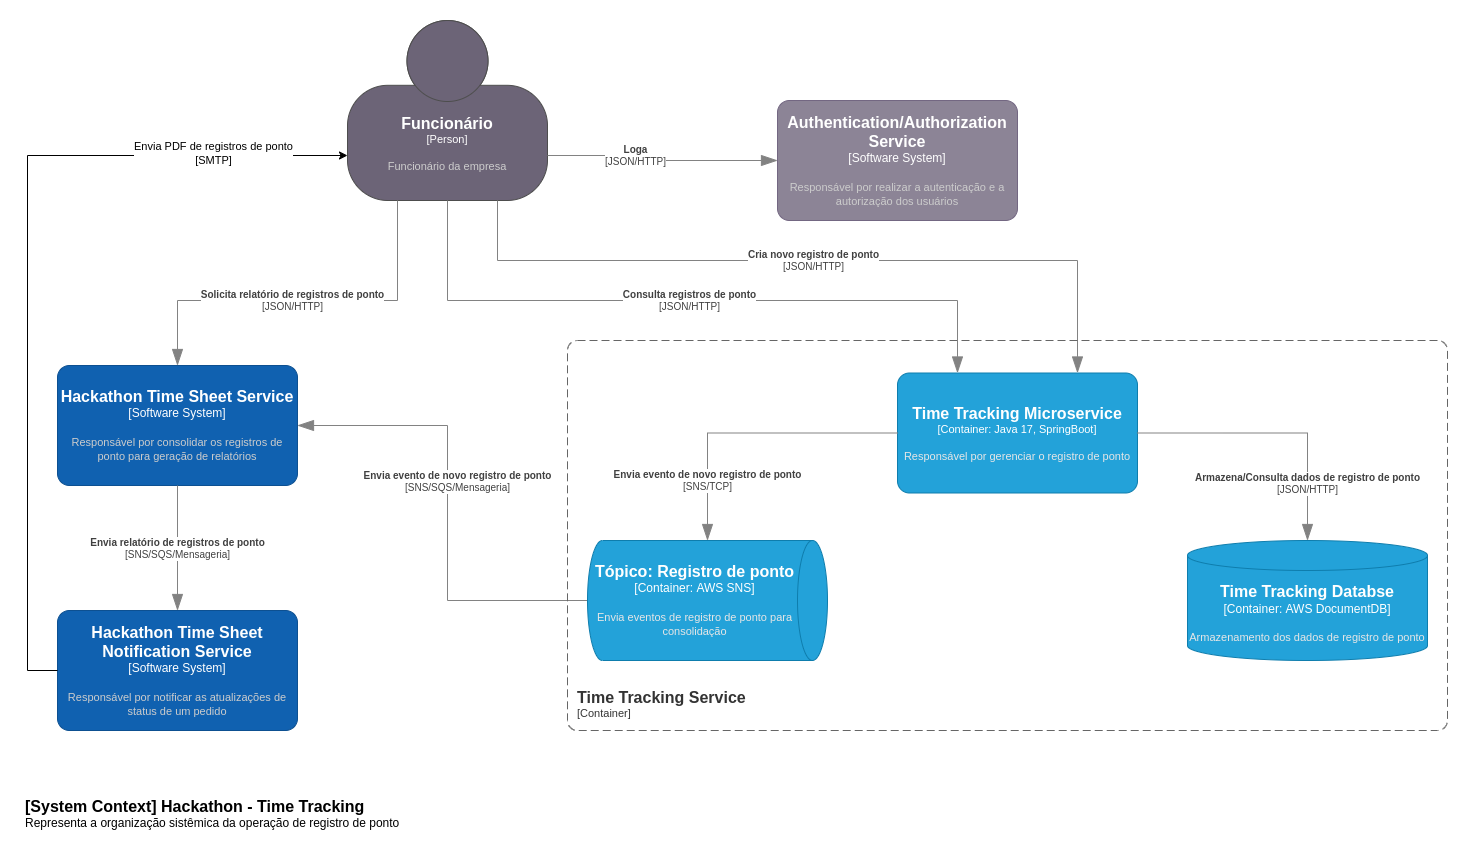 Funcionário
[Person]
Funcionário da empresa
Envia PDF de registros de ponto
[SMTP]
Loga
[JSON/HTTP]
Authentication/Authorization
Service
[Software System]
Responsável por realizar a autenticação e a
autorização dos usuários
Cria novo registro de ponto
[JSON/HTTP]
Solicita relatório de registros de ponto
[JSON/HTTP]
Consulta registros de ponto
[JSON/HTTP]
Hackathon Time Sheet Service
[Software System]
Responsável por consolidar os registros de
ponto para geração de relatórios
Time Tracking Microservice
[Container: Java 17, SpringBoot]
Responsável por gerenciar o registro de ponto
Envia evento de novo registro de ponto
[SNS/SQS/Mensageria]
Envia evento de novo registro de ponto
[SNS/TCP]
Armazena/Consulta dados de registro de ponto
[JSON/HTTP]
Envia relatório de registros de ponto
[SNS/SQS/Mensageria]
Tópico: Registro de ponto
[Container: AWS SNS]
Envia eventos de registro de ponto para
consolidação
Time Tracking Databse
[Container: AWS DocumentDB]
Armazenamento dos dados de registro de ponto
Hackathon Time Sheet
Notification Service
[Software System]
Responsável por notificar as atualizações de
status de um pedido
Time Tracking Service
[Container]
[System Context] Hackathon - Time Tracking
Representa a organização sistêmica da operação de registro de ponto